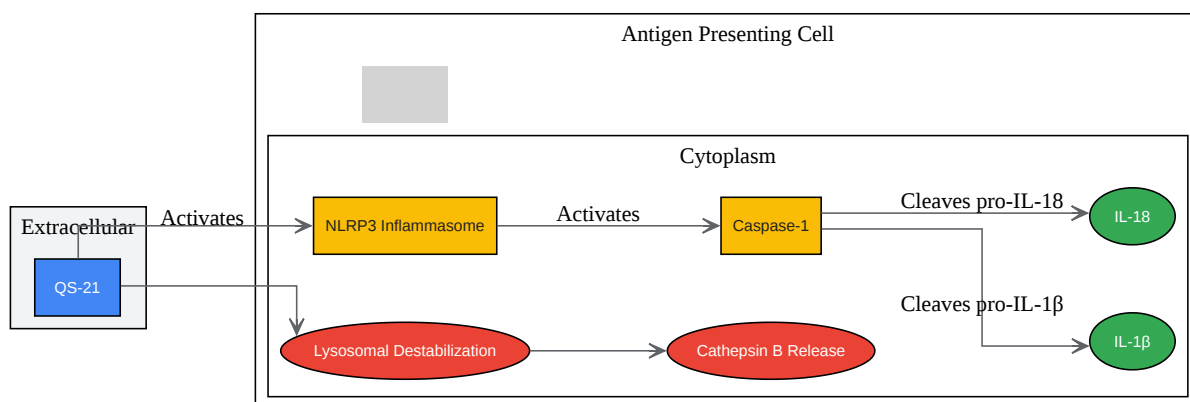 Antigen Presenting Cell
Cytoplasm
Extracellular
Activates
NLRP3 Inflammasome
Activates
Caspase-1
Cleaves pro-IL-18
IL-18
QS-21
Cleaves pro-IL-1β
IL-1β
Lysosomal Destabilization
Cathepsin B Release